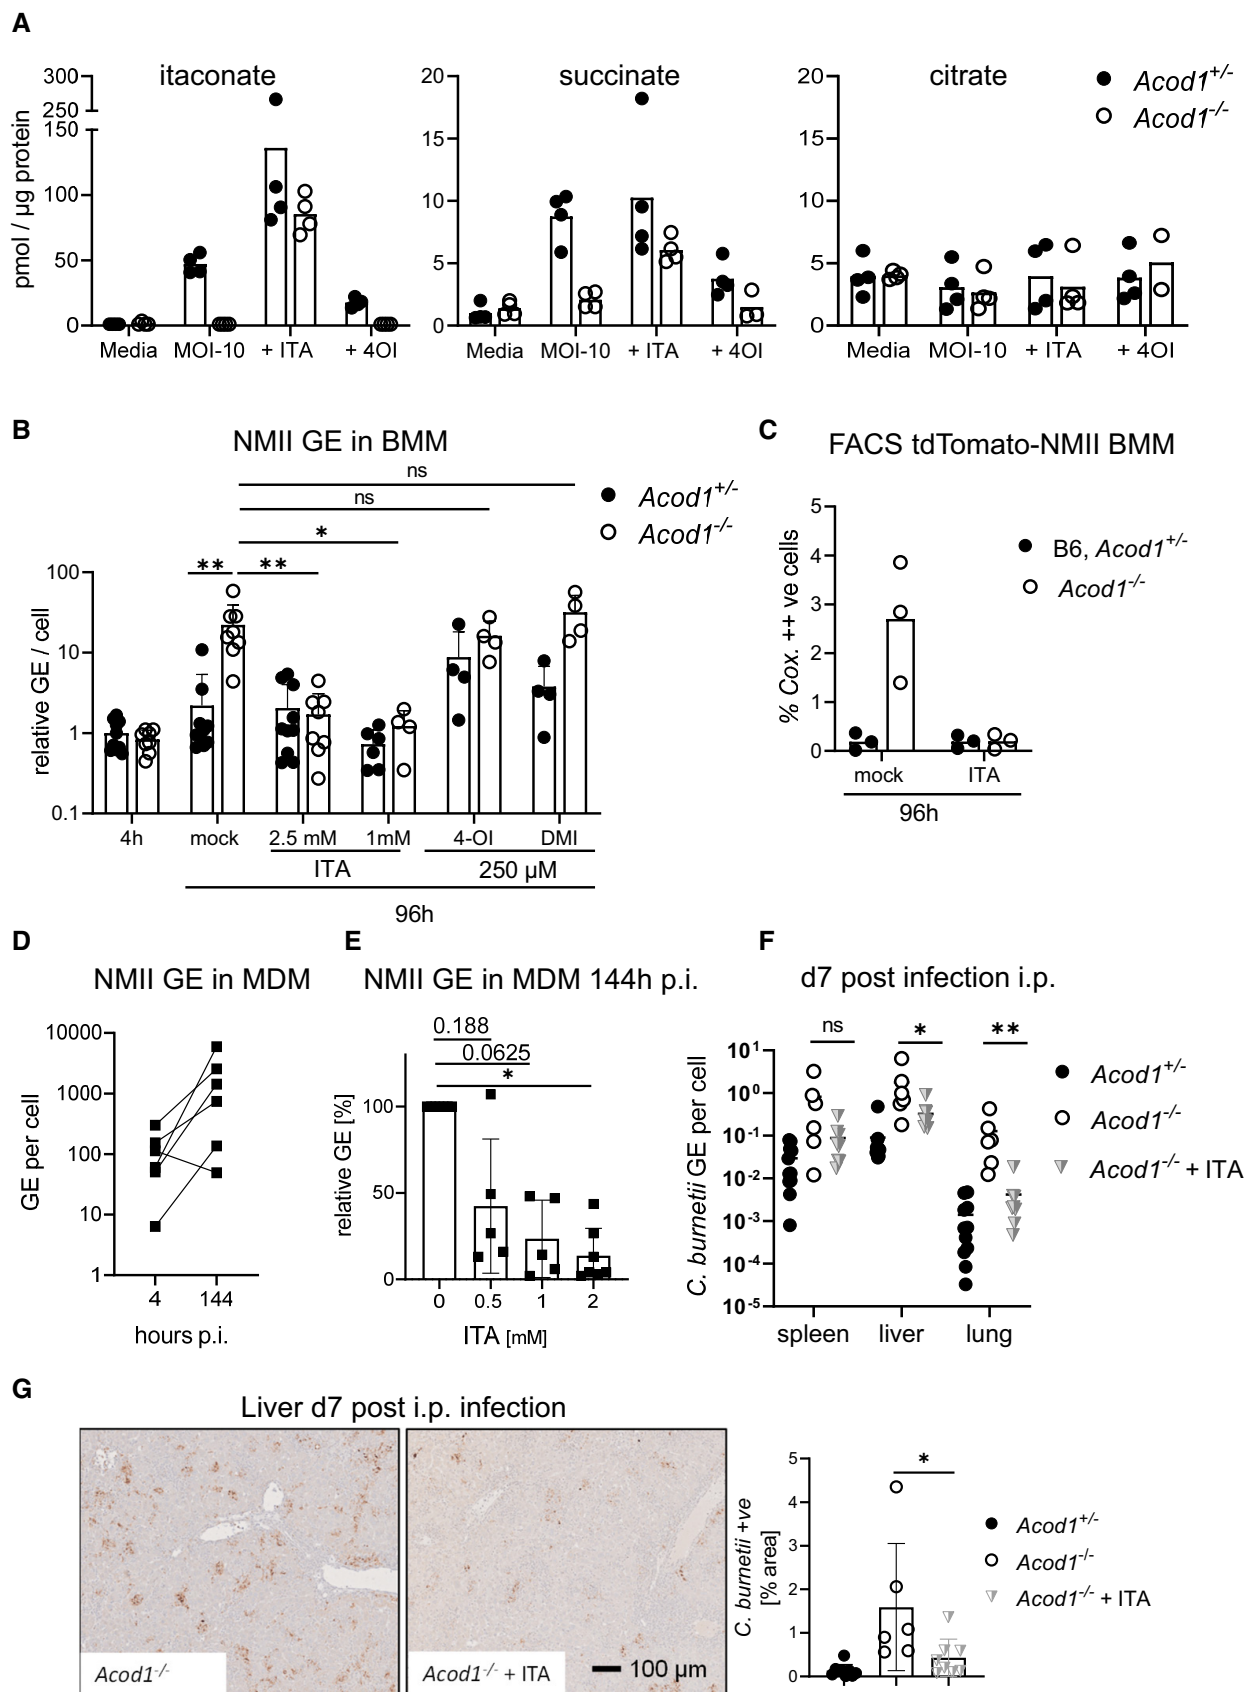 A
itaconate
succinate
citrate
Acod1+/-
Acod1-/-
pmol / µg protein
300
250
150
100
50
0
20
15
10
5
0
20
15
10
5
0
Media MOI-10 + ITA + 4OI
Media MOI-10 + ITA + 4OI
Media MOI-10 + ITA + 4OI
B
NMII GE in BMM
ns
ns
*
** **
Acod1+/-
Acod1-/-
relative GE / cell
100
10
1
0.1
4h mock 2.5 mM 1mM 4-OI DMI
ITA 250 µM
96h
C
FACS tdTomato-NMII BMM
% Cox. ++ ve cells
5
4
3
2
1
0
B6, Acod1+/-
Acod1-/-
mock ITA
96h
D
NMII GE in MDM
GE per cell
10000
1000
100
10
1
4 144
hours p.i.
E
NMII GE in MDM 144h p.i.
0.188
0.0625
*
relative GE [%]
100
50
0
0 0.5 1 2
ITA [mM]
F
d7 post infection i.p.
ns * **
C. burnetii GE per cell
10^1
10^0
10^-1
10^-2
10^-3
10^-4
10^-5
spleen liver lung
Acod1+/-
Acod1-/-
Acod1-/- + ITA
G
Liver d7 post i.p. infection
Acod1-/-
Acod1-/- + ITA
100 µm
C. burnetii +ve
[% area]
5
4
3
2
1
0
*
Acod1+/-
Acod1-/-
Acod1-/- + ITA